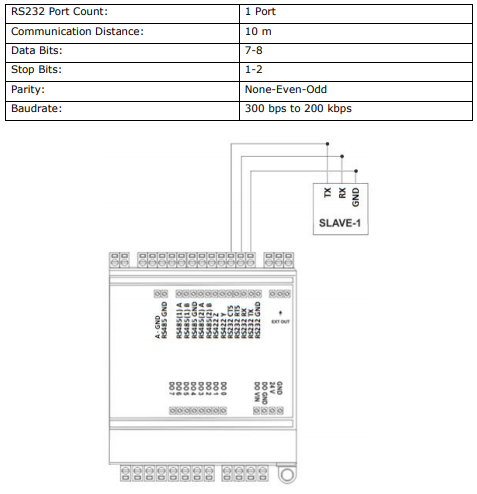 RS232 Port Count: 1 Port
Communication Distance: 10 m
Data Bits: 7-8
Stop Bits: 1-2
Parity: None-Even-Odd
Baudrate: 300 bps to 200 kbps
TX
RX
GND
SLAVE-1
A - GND
RS485 GND
RS485(1) A
RS485(1) B
RS485 GND
RS485(2) A
RS485(2) B
RS422 Z
RS422 Y
RS232 CTS
RS232 RTS
RS232 RX
RS232 TX
RS232 GND
+
EXT OUT
DO 7
DO 6
DO 5
DO 4
DO 3
DO 2
DO 1
DO 0
DO VIN
DO GND
24 V
GND